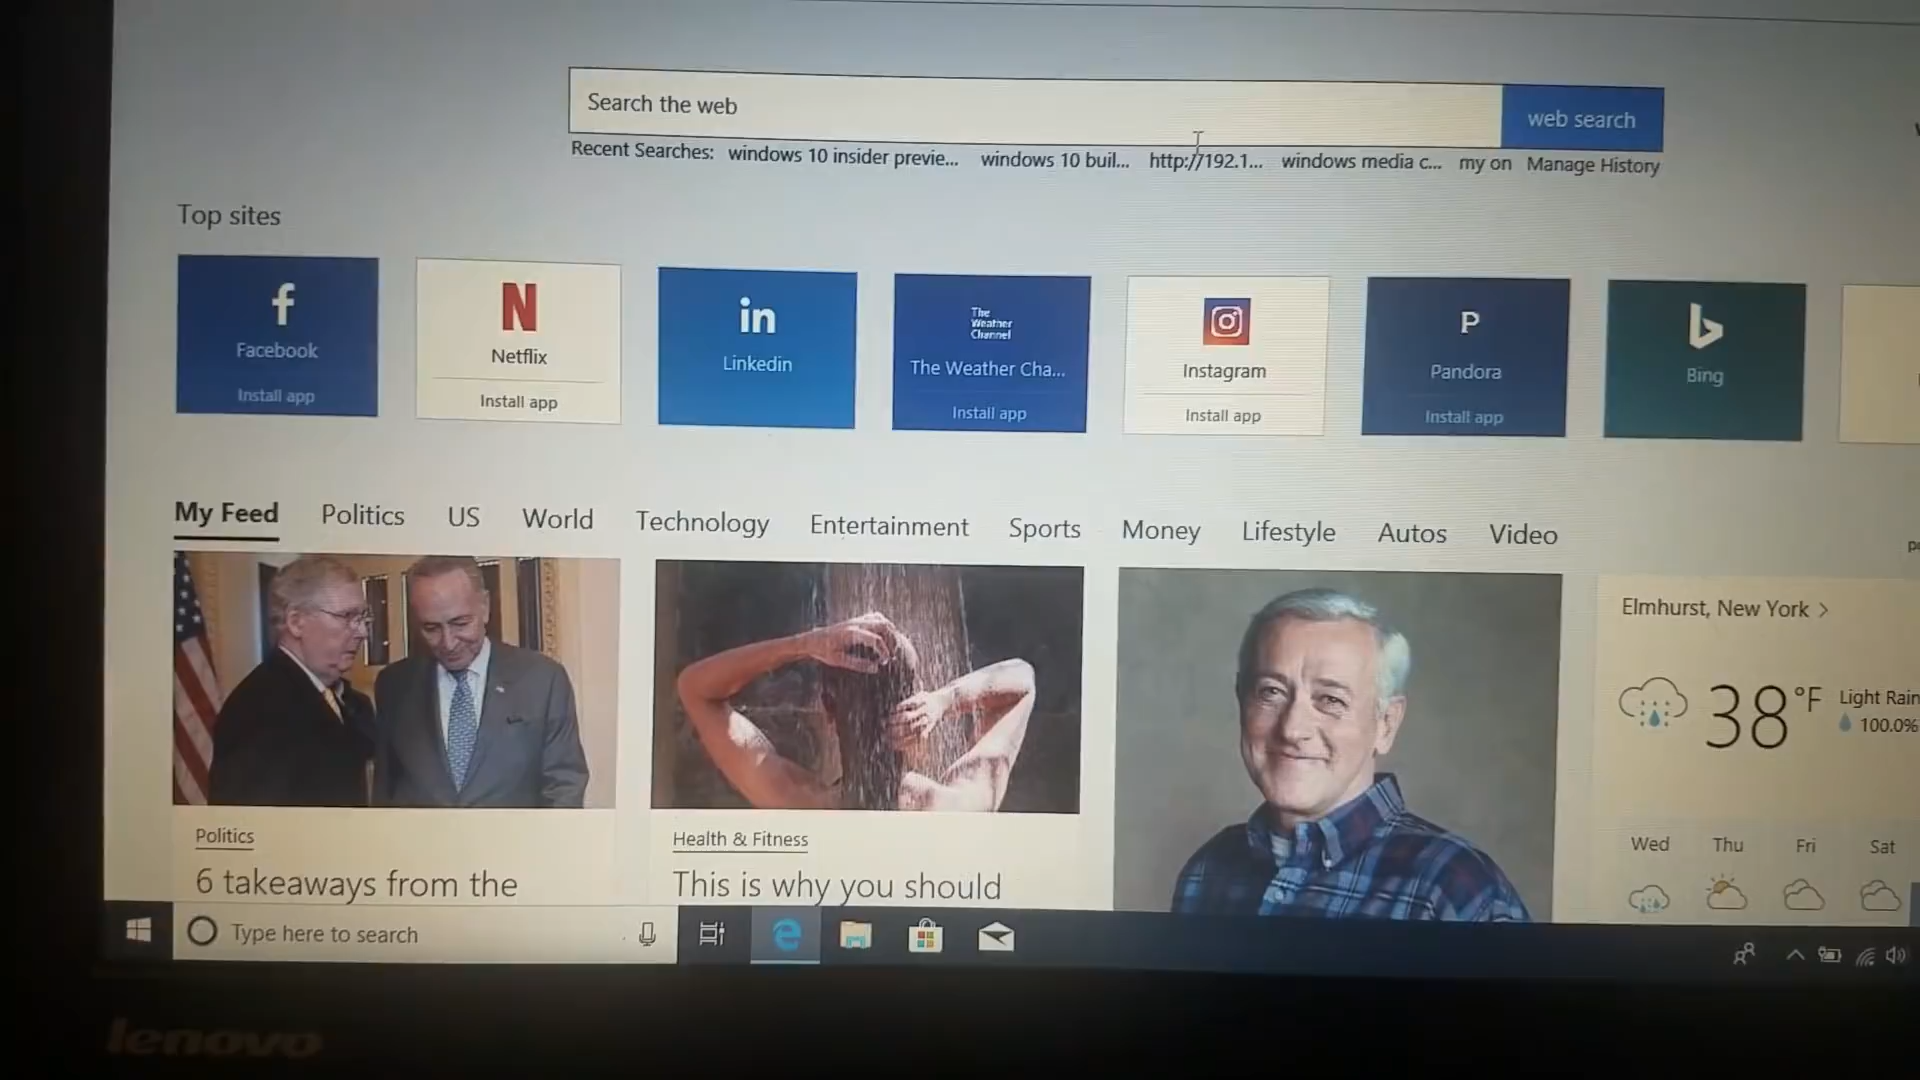 Search the web
web search
Recent Searches: windows 10 insider previe... windows 10 buil... http://192.1... windows media c... my on Manage History
Top sites
f
Facebook
Install app
N
Netflix
Install app
in
Linkedin
The
Weather
Channel
The Weather Cha...
Install app
Instagram
Install app
P
Pandora
Install app
Bing
My Feed Politics US World Technology Entertainment Sports Money Lifestyle Autos Video
Elmhurst, New York >
38°F
Light Rain
100.0%
Wed Thu Fri Sat
Politics
6 takeaways from the
Health & Fitness
This is why you should
Type here to search
lenovo